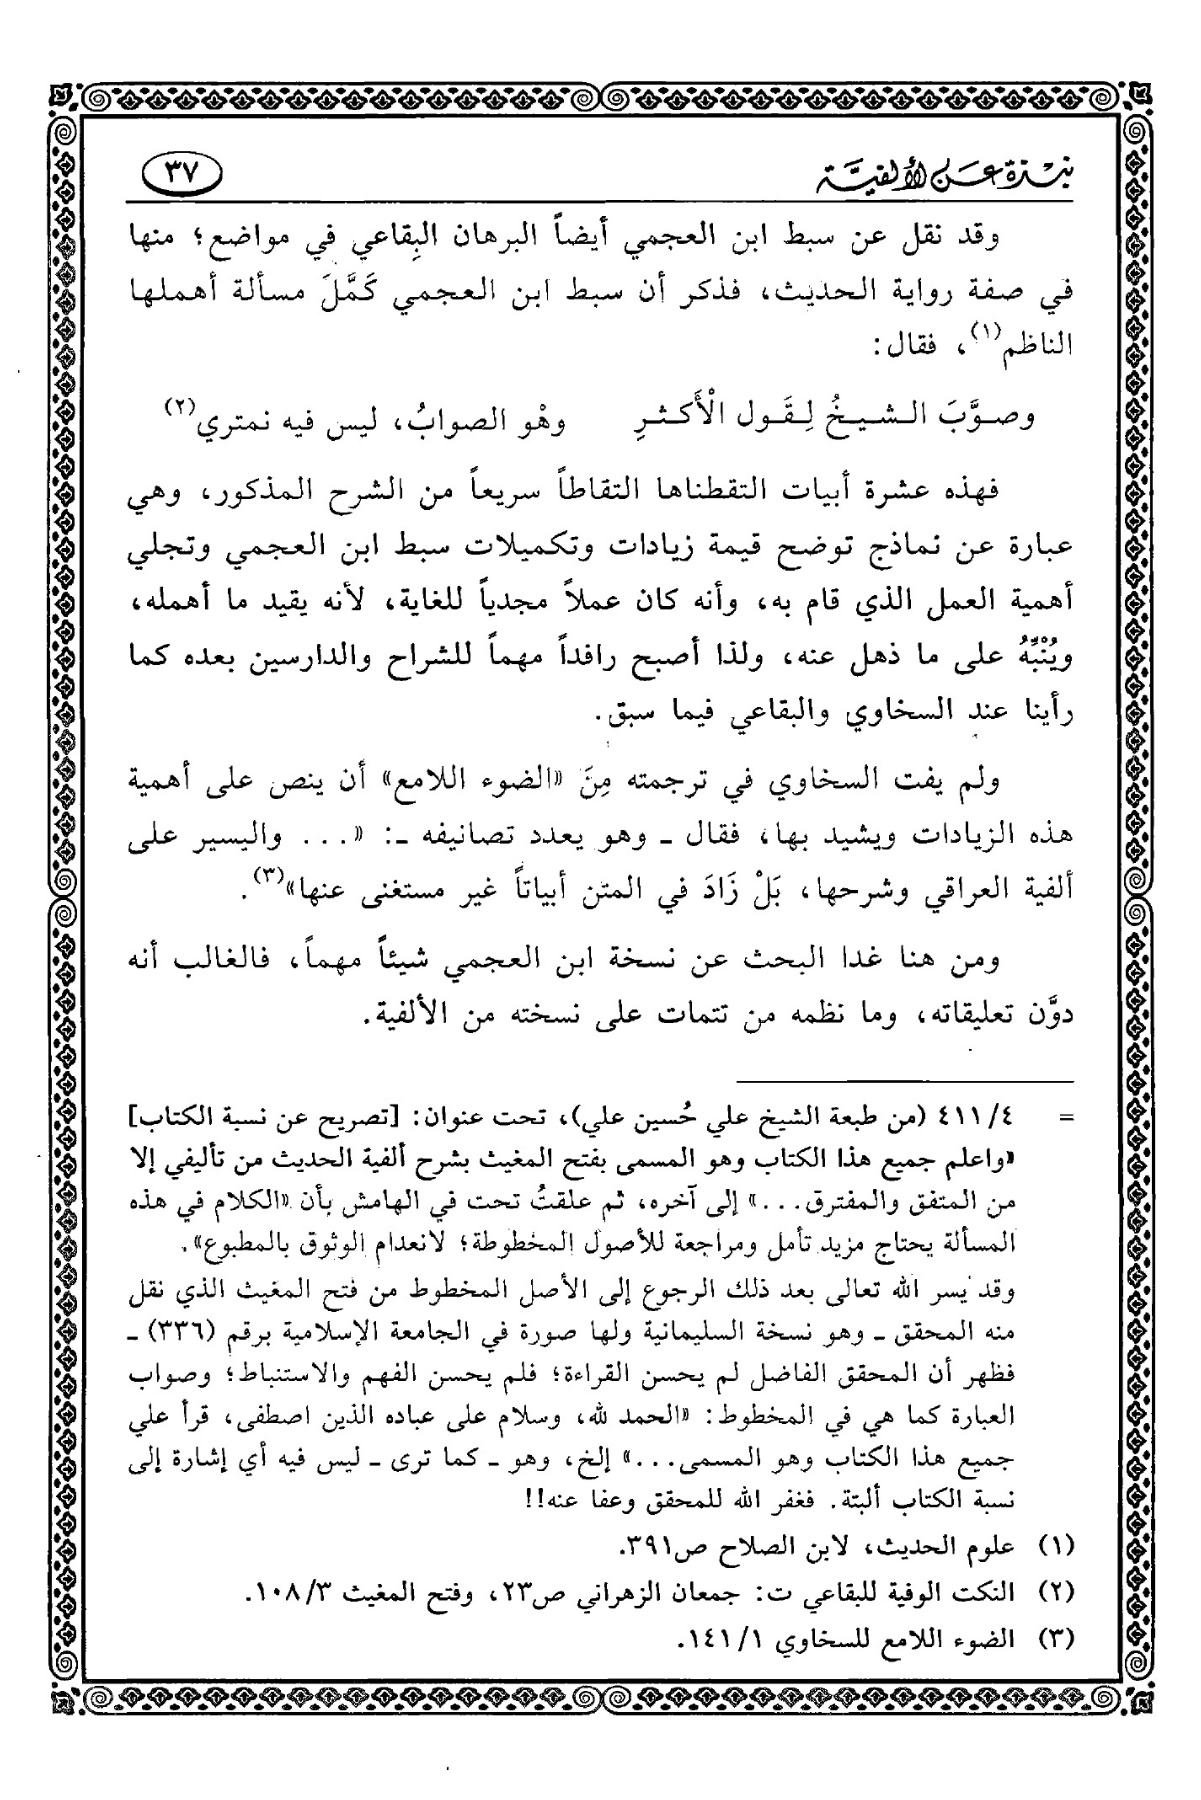 نبذة عن الألفية
٣٧
وقد نقل عن سبط ابن العجمي أيضاً البرهان البِقاعي في مواضع؛ منها
في صفة رواية الحديث، فذكر أن سبط ابن العجمي كَمَّلَ مسألة أهملها
الناظم(١)، فقال:
وصوَّبَ الشيخُ لِقَول الْأَكثرِ وهْو الصوابُ، ليس فيه نمتري(٢)
فهذه عشرة أبيات التقطناها التقاطاً سريعاً من الشرح المذكور، وهي
عبارة عن نماذج توضح قيمة زيادات وتكميلات سبط ابن العجمي وتجلي
أهمية العمل الذي قام به، وأنه كان عملاً مجدياً للغاية، لأنه يقيد ما أهمله،
ويُنْبِّهُ على ما ذهل عنه، ولذا أصبح رافداً مهماً للشراح والدارسين بعده كما
رأينا عند السخاوي والبقاعي فيما سبق.
ولم يفت السخاوي في ترجمته مِنَ «الضوء اللامع» أن ينص على أهمية
هذه الزيادات ويشيد بها، فقال ـ وهو يعدد تصانيفه ـ: «... واليسير على
ألفية العراقي وشرحها، بَلْ زَادَ في المتن أبياتاً غير مستغنى عنها»(٣).
ومن هنا غدا البحث عن نسخة ابن العجمي شيئاً مهماً، فالغالب أنه
دوَّن تعليقاته، وما نظمه من تتمات على نسخته من الألفية.
= ٤/ ٤١١ (من طبعة الشيخ علي حُسين علي)، تحت عنوان: [تصريح عن نسبة الكتاب]
«واعلم جميع هذا الكتاب وهو المسمى بفتح المغيث بشرح ألفية الحديث من تأليفي إلا
من المتفق والمفترق...» إلى آخره، ثم علقتُ تحت في الهامش بأن «الكلام في هذه
المسألة يحتاج مزيد تأمل ومراجعة للأصول المخطوطة؛ لانعدام الوثوق بالمطبوع».
وقد يسر الله تعالى بعد ذلك الرجوع إلى الأصل المخطوط من فتح المغيث الذي نقل
منه المحقق ـ وهو نسخة السليمانية ولها صورة في الجامعة الإسلامية برقم (٣٣٦) ـ
فظهر أن المحقق الفاضل لم يحسن القراءة؛ فلم يحسن الفهم والاستنباط؛ وصواب
العبارة كما هي في المخطوط: «الحمد لله، وسلام على عباده الذين اصطفى، قرأ علي
جميع هذا الكتاب وهو المسمى...» إلخ، وهو ـ كما ترى ـ ليس فيه أي إشارة إلى
نسبة الكتاب ألبتة. فغفر الله للمحقق وعفا عنه!!
(١) علوم الحديث، لابن الصلاح ص٣٩١.
(٢) النكت الوفية للبقاعي ت: جمعان الزهراني ص٢٣، وفتح المغيث ١٠٨/٣.
(٣) الضوء اللامع للسخاوي ١٤١/١.